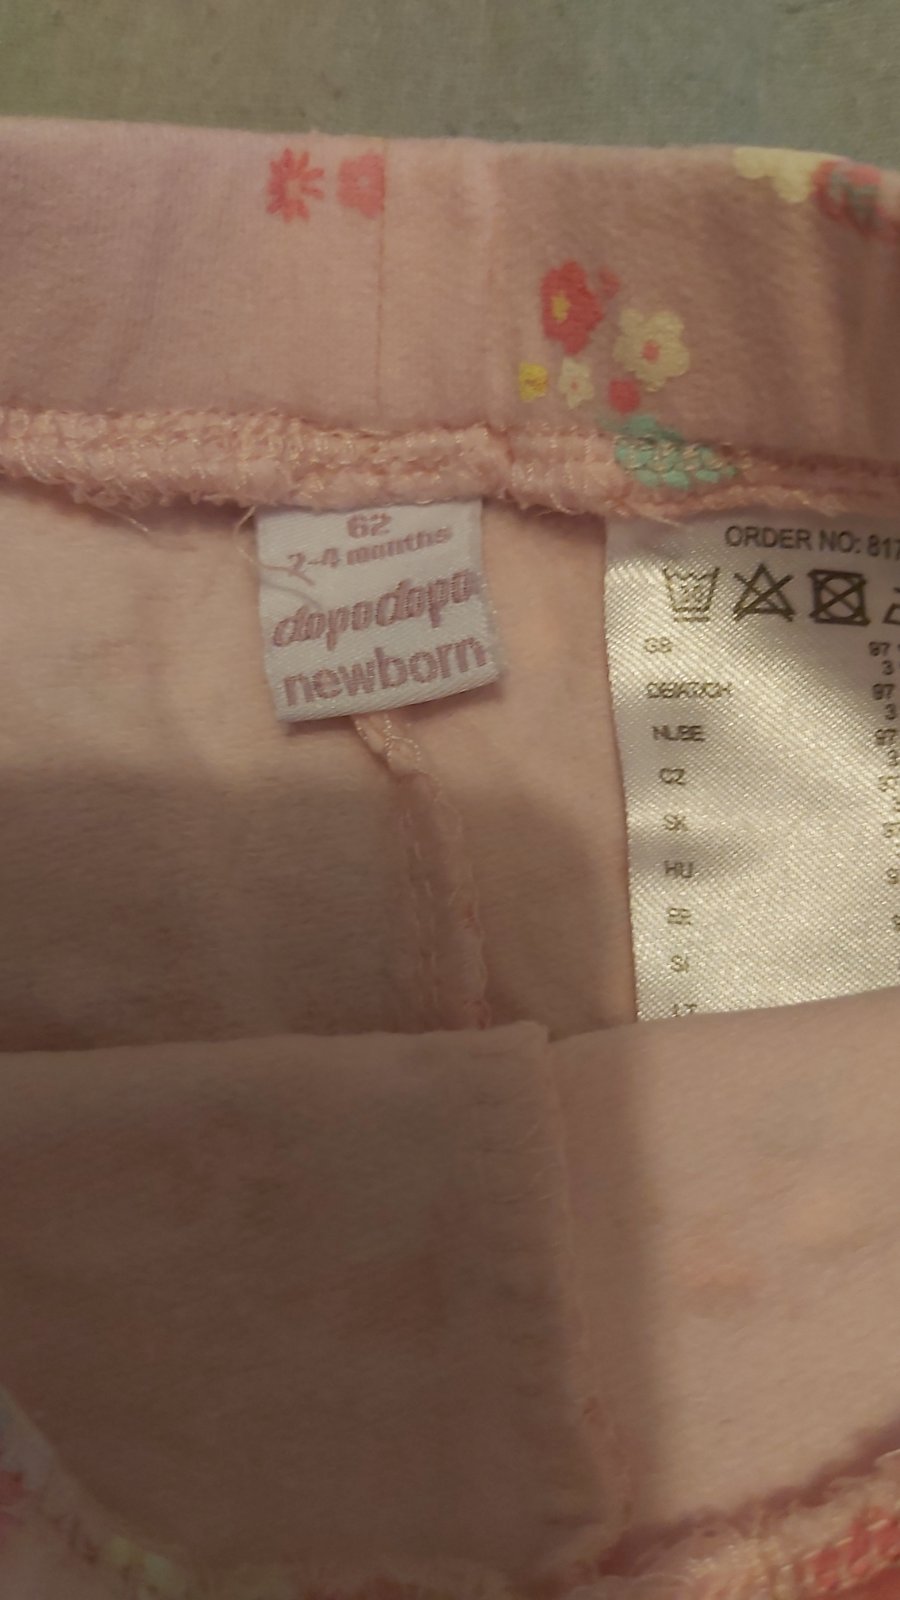 62
2-4 months
dopodopo
newborn
ORDER NO: 817
GB 97
3
DE/AT/CH 97
3
NL/BE 97
CZ
SK
HU
SI
LT